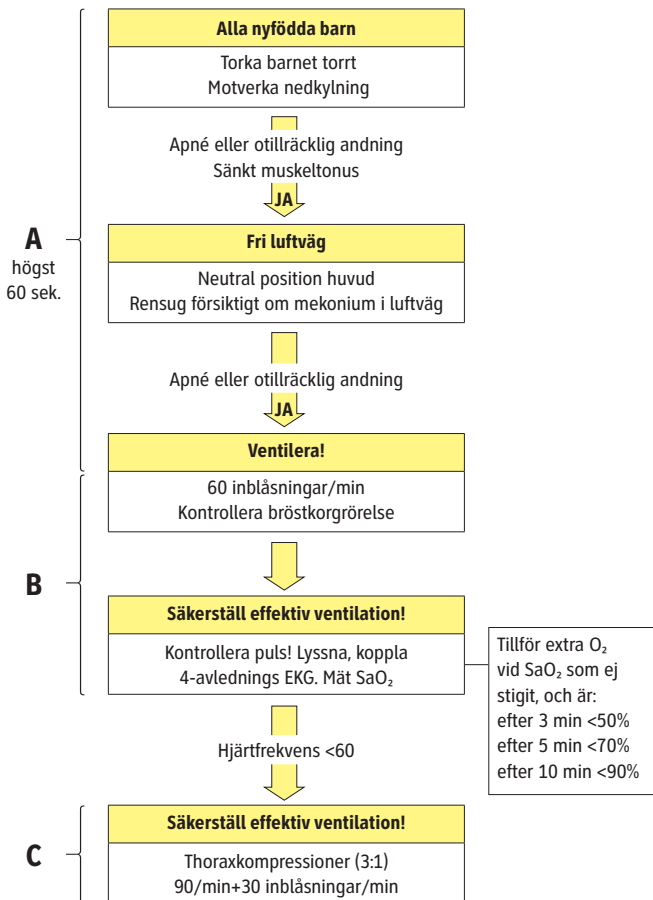 Alla nyfödda barn
Torka barnet torrt
Motverka nedkylning
Apné eller otillräcklig andning
Sänkt muskeltonus
JA
A
högst
60 sek.
Fri luftväg
Neutral position huvud
Rensug försiktigt om mekonium i luftväg
Apné eller otillräcklig andning
JA
Ventilera!
60 inblåsningar/min
Kontrollera bröstkorgrörelse
B
Säkerställ effektiv ventilation!
Kontrollera puls! Lyssna, koppla
4-avlednings EKG. Mät SaO₂
Tillför extra O₂
vid SaO₂ som ej
stigit, och är:
efter 3 min <50%
efter 5 min <70%
efter 10 min <90%
Hjärtfrekvens <60
C
Säkerställ effektiv ventilation!
Thoraxkompressioner (3:1)
90/min+30 inblåsningar/min